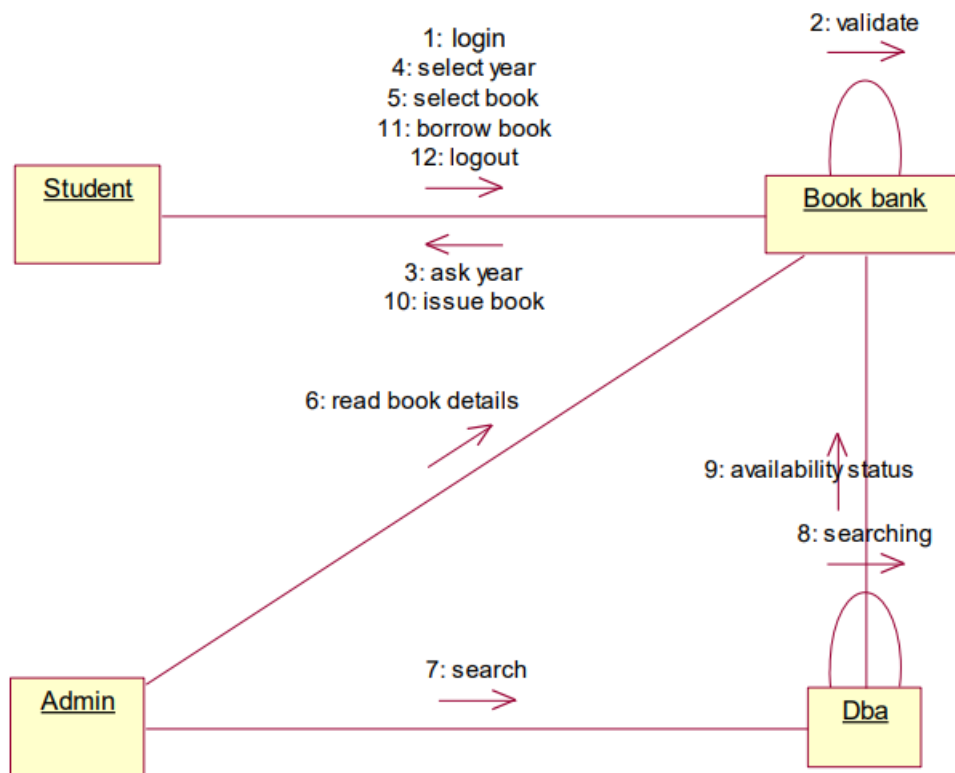 1: login
4: select year
5: select book
11: borrow book
12: logout
2: validate
Student
Book bank
3: ask year
10: issue book
6: read book details
9: availability status
8: searching
7: search
Admin
Dba